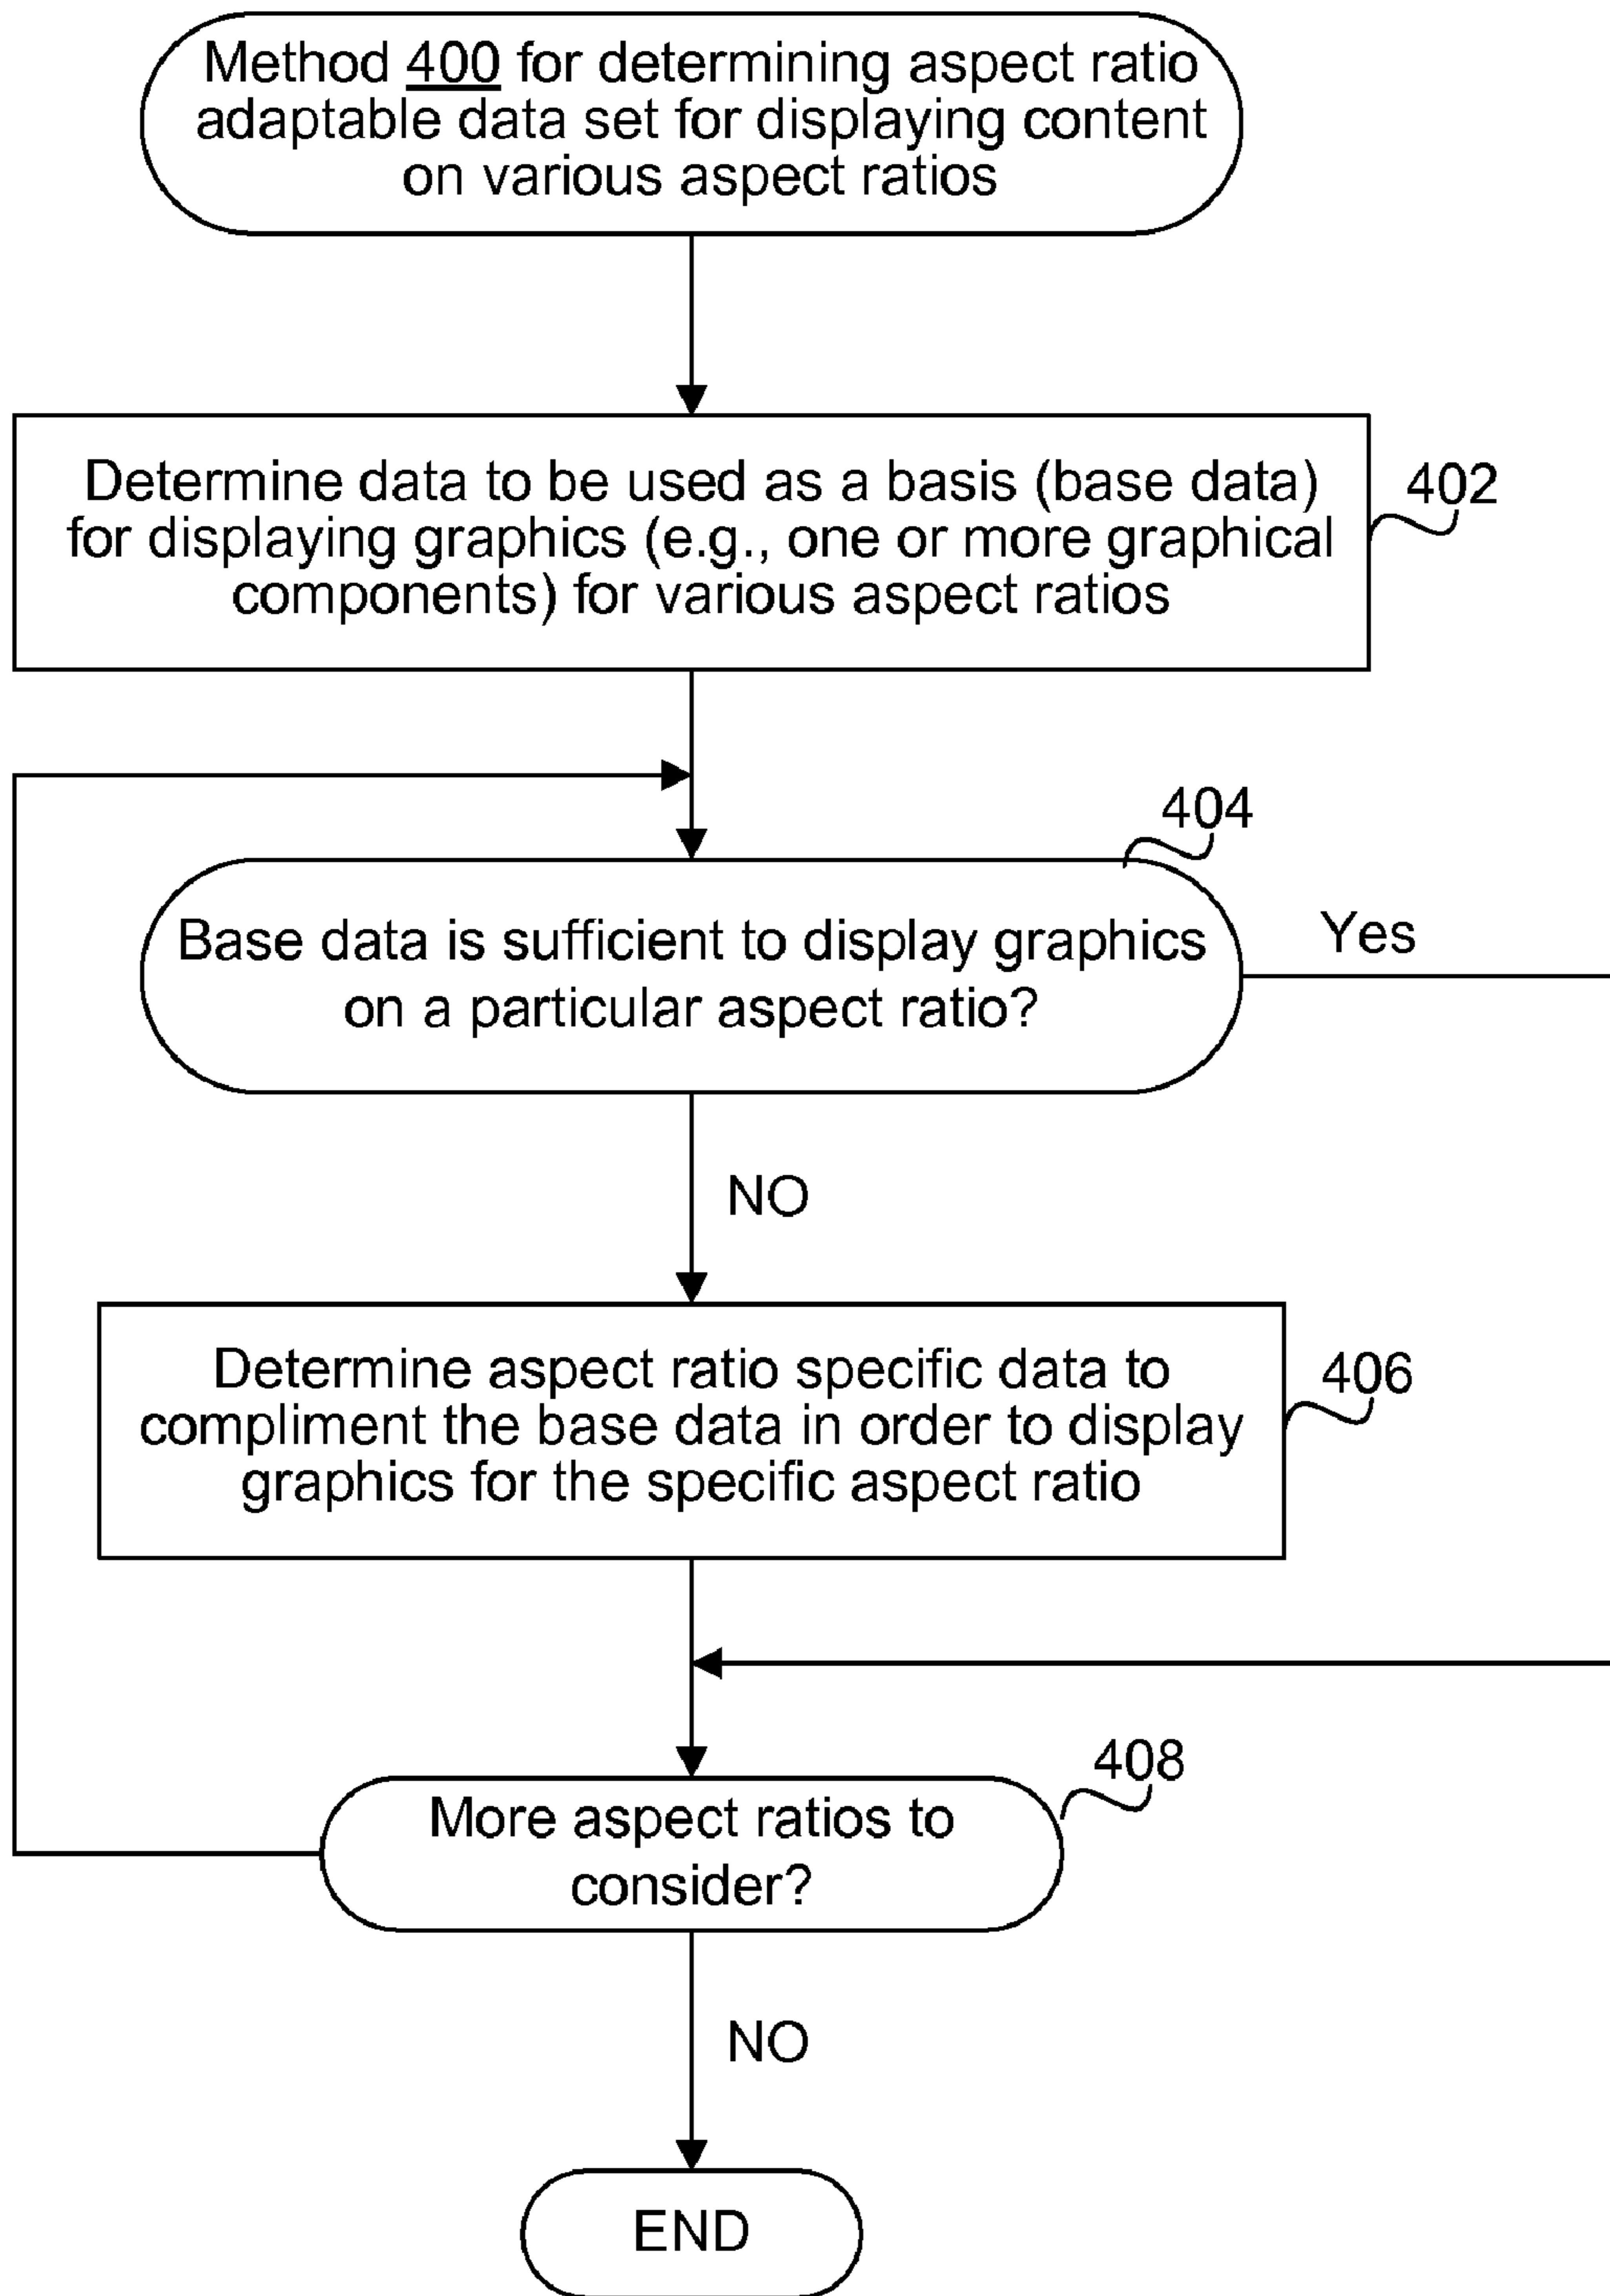 Method 400 for determining aspect ratio
adaptable data set for displaying content
on various aspect ratios
Determine data to be used as a basis (base data)
for displaying graphics (e.g., one or more graphical
components) for various aspect ratios
402
404
Base data is sufficient to display graphics
on a particular aspect ratio?
Yes
NO
Determine aspect ratio specific data to
compliment the base data in order to display
graphics for the specific aspect ratio
406
408
More aspect ratios to
consider?
NO
END